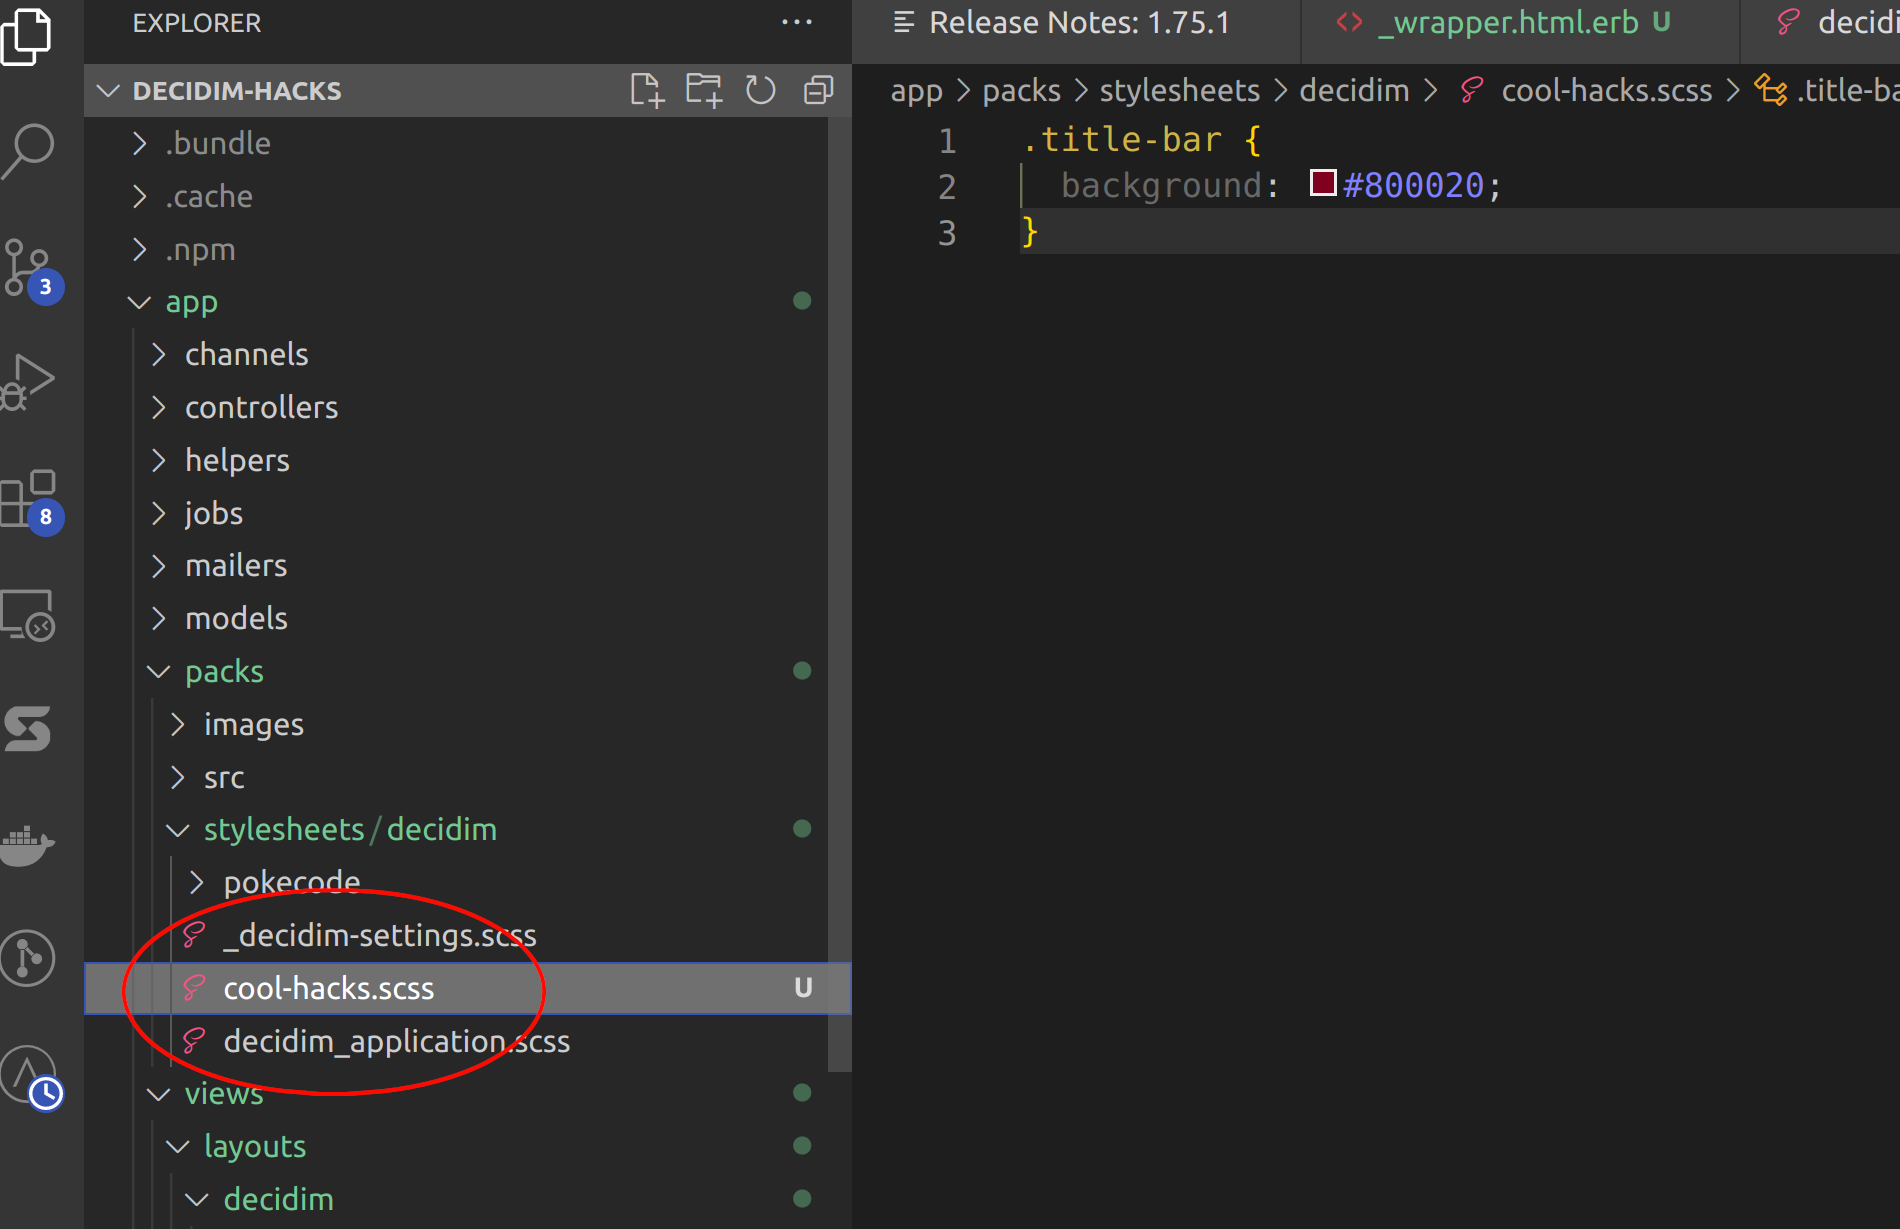 EXPLORER
DECIDIM-HACKS
.bundle
.cache
.npm
app
channels
controllers
helpers
jobs
mailers
models
packs
images
src
stylesheets/decidim
pokecode
_decidim-settings.scss
cool-hacks.scss U
decidim_application.scss
views
layouts
decidim
3
8
Release Notes: 1.75.1
_wrapper.html.erb U
decidi
app > packs > stylesheets > decidim > cool-hacks.scss > .title-ba
1 .title-bar {
2 background: #800020;
3 }